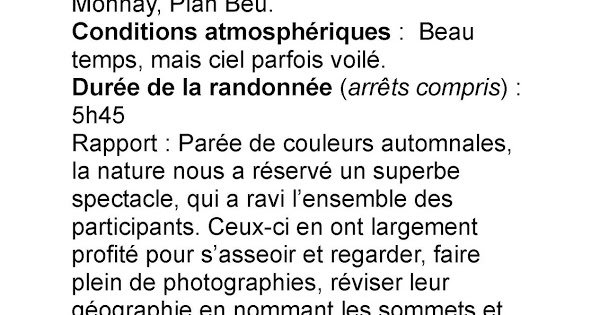 Monnay, Plan Beu.
Conditions atmosphériques :  Beau
temps, mais ciel parfois voilé.
Durée de la randonnée (arrêts compris) :
5h45
Rapport : Parée de couleurs automnales,
la nature nous a réservé un superbe
spectacle, qui a ravi l’ensemble des
participants. Ceux-ci en ont largement
profité pour s’asseoir et regarder, faire
plein de photographies, réviser leur
géographie en nommant les sommets et